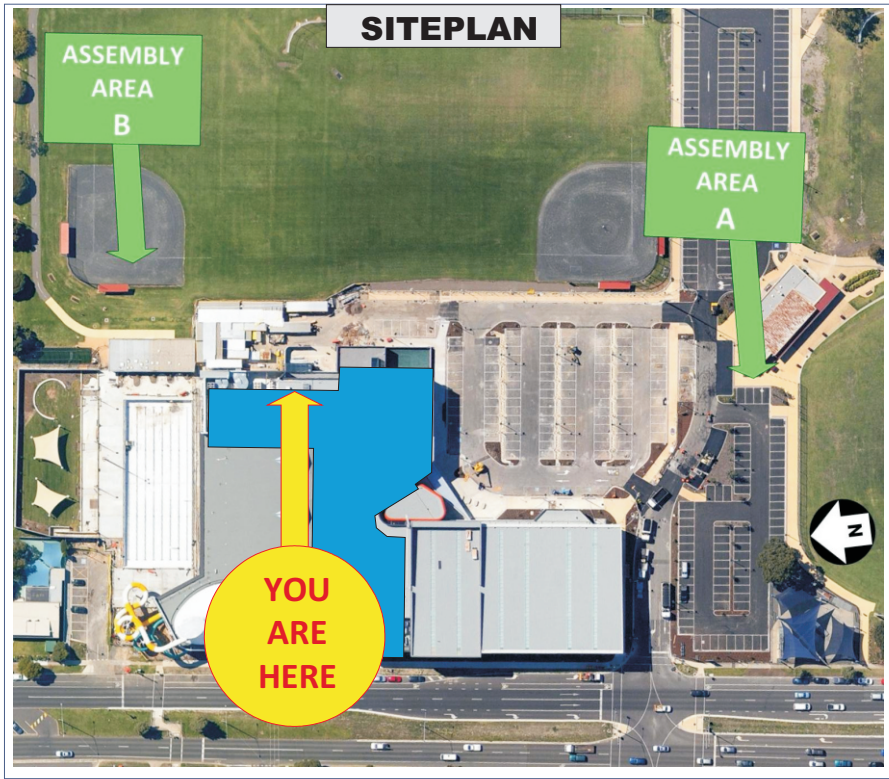 SITEPLAN
ASSEMBLY
AREA
B
ASSEMBLY
AREA
A
N
YOU
ARE
HERE